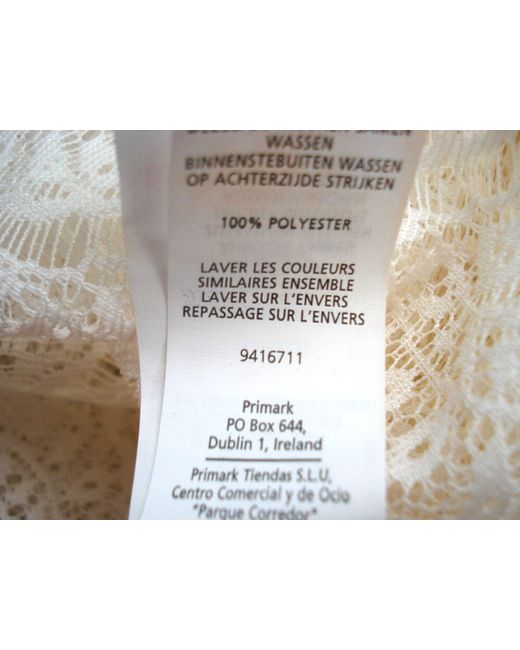 SAMEN
WASSEN
BINNENSTEBUITEN WASSEN
OP ACHTERZIJDE STRIJKEN
100% POLYESTER
LAVER LES COULEURS
SIMILAIRES ENSEMBLE
LAVER SUR L'ENVERS
REPASSAGE SUR L'ENVERS
9416711
Primark
PO Box 644,
Dublin 1, Ireland
Primark Tiendas S.L.U,
Centro Comercial y de Ocio
"Parque Corredor"